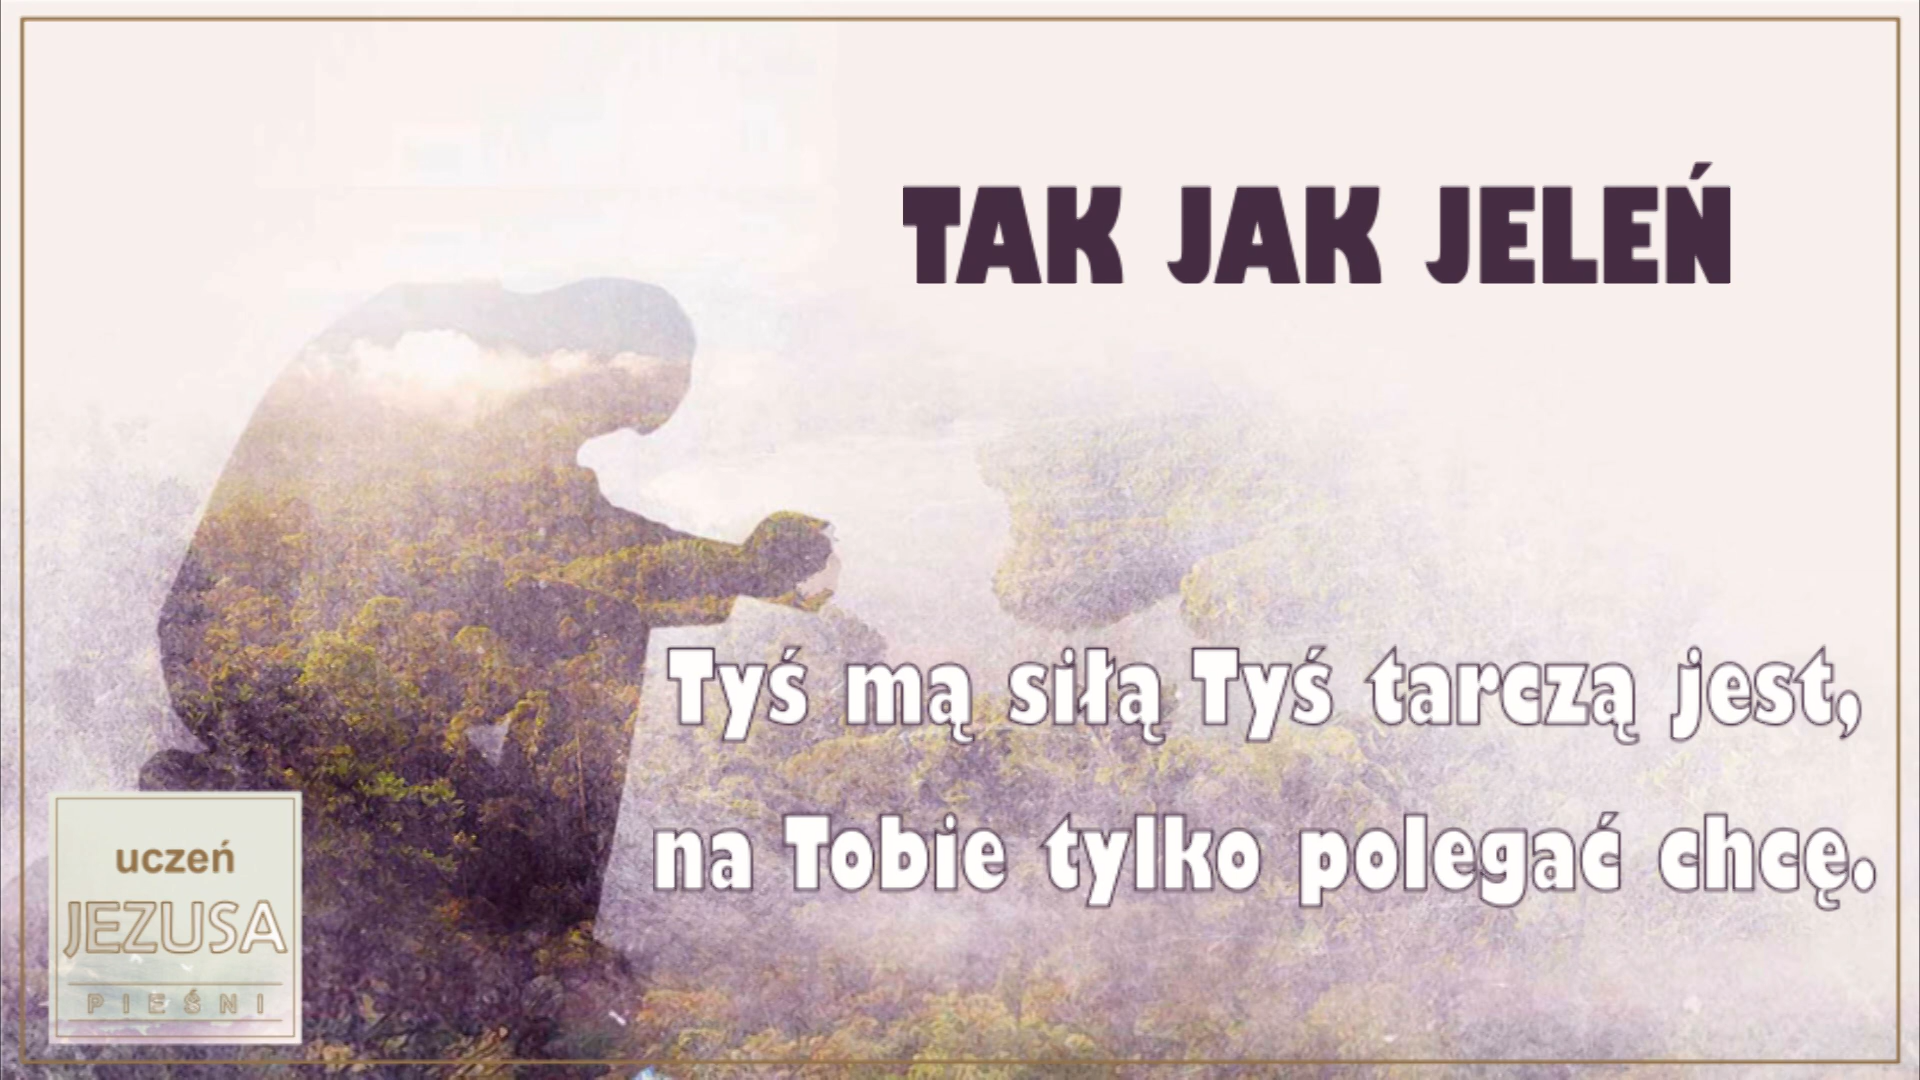 TAK JAK JELEŃ
Tyś mą siłą Tyś tarczą jest,
na Tobie tylko polegać chcę.
uczeń
JEZUSA
PIEŚNI